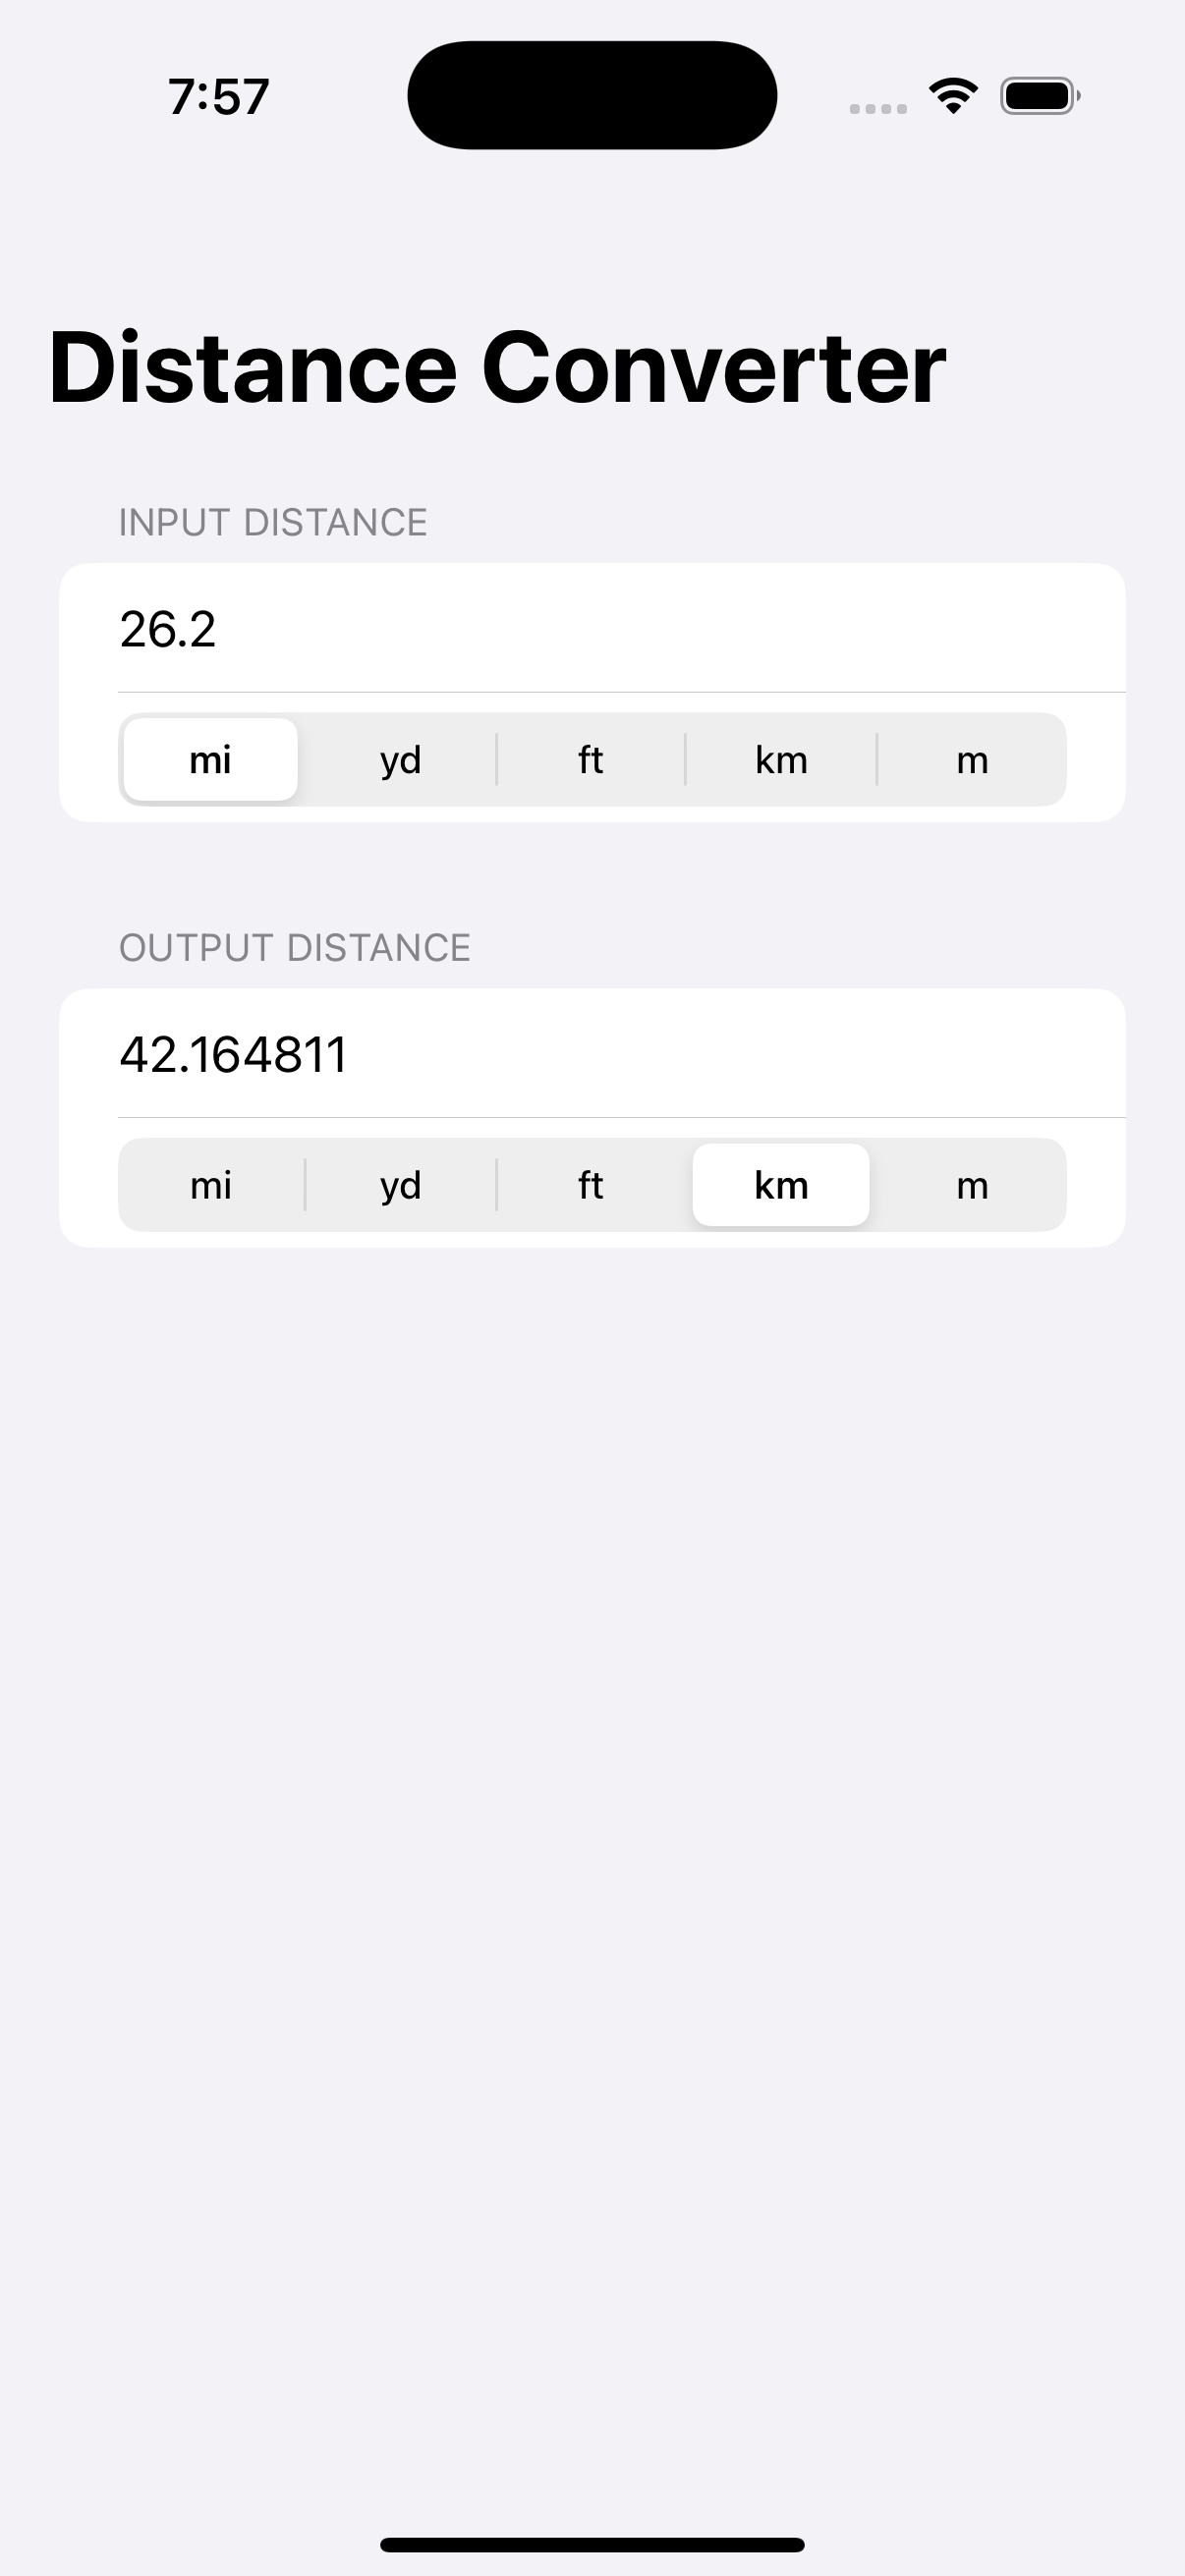 7:57
Distance Converter
INPUT DISTANCE
26.2
mi yd ft km m
OUTPUT DISTANCE
42.164811
mi yd ft km m